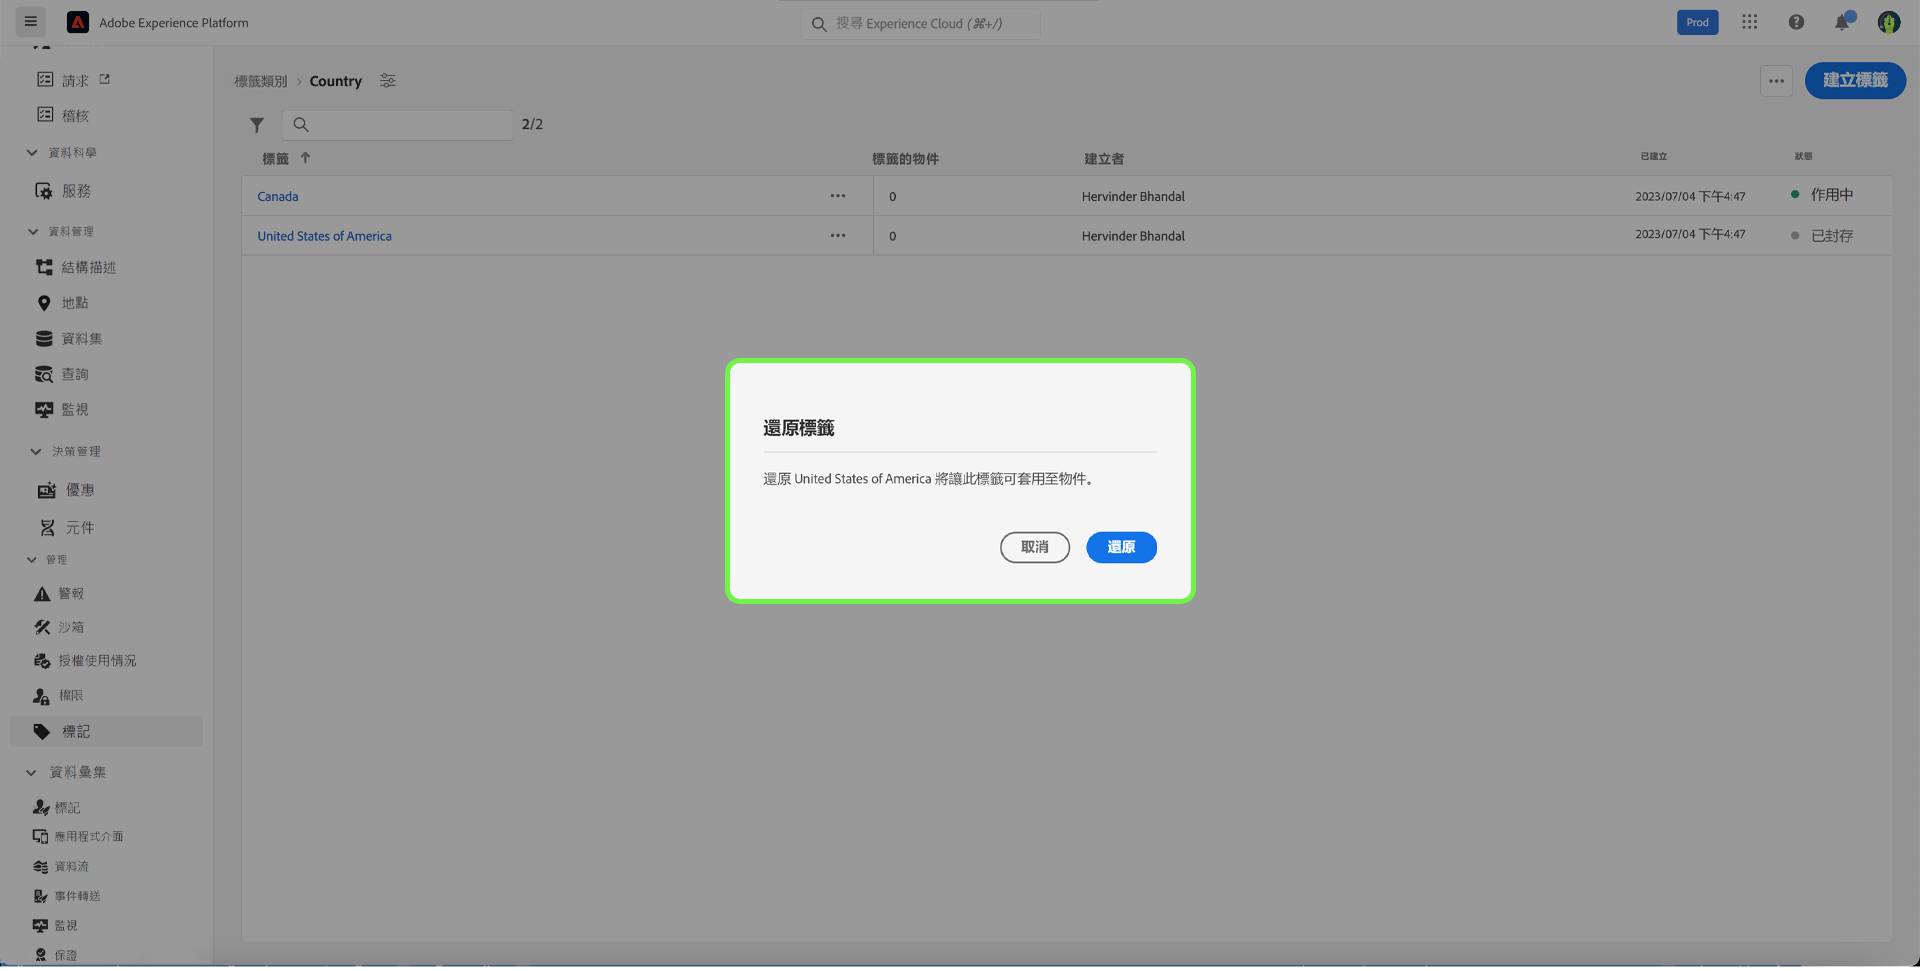 Adobe Experience Platform
搜尋 Experience Cloud (⌘+/)
Prod
請求
稽核
資料科學
服務
資料管理
結構描述
地點
資料集
查詢
監視
決策管理
優惠
元件
管理
警報
沙箱
授權使用情況
權限
標記
資料彙集
標記
應用程式介面
資料流
事件轉送
監視
保證
標籤類別 › Country
建立標籤
2/2
標籤 標籤的物件 建立者 已建立 狀態
Canada 0 Hervinder Bhandal 2023/07/04 下午4:47 作用中
United States of America 0 Hervinder Bhandal 2023/07/04 下午4:47 已封存
還原標籤
還原 United States of America 將讓此標籤可套用至物件。
取消 還原